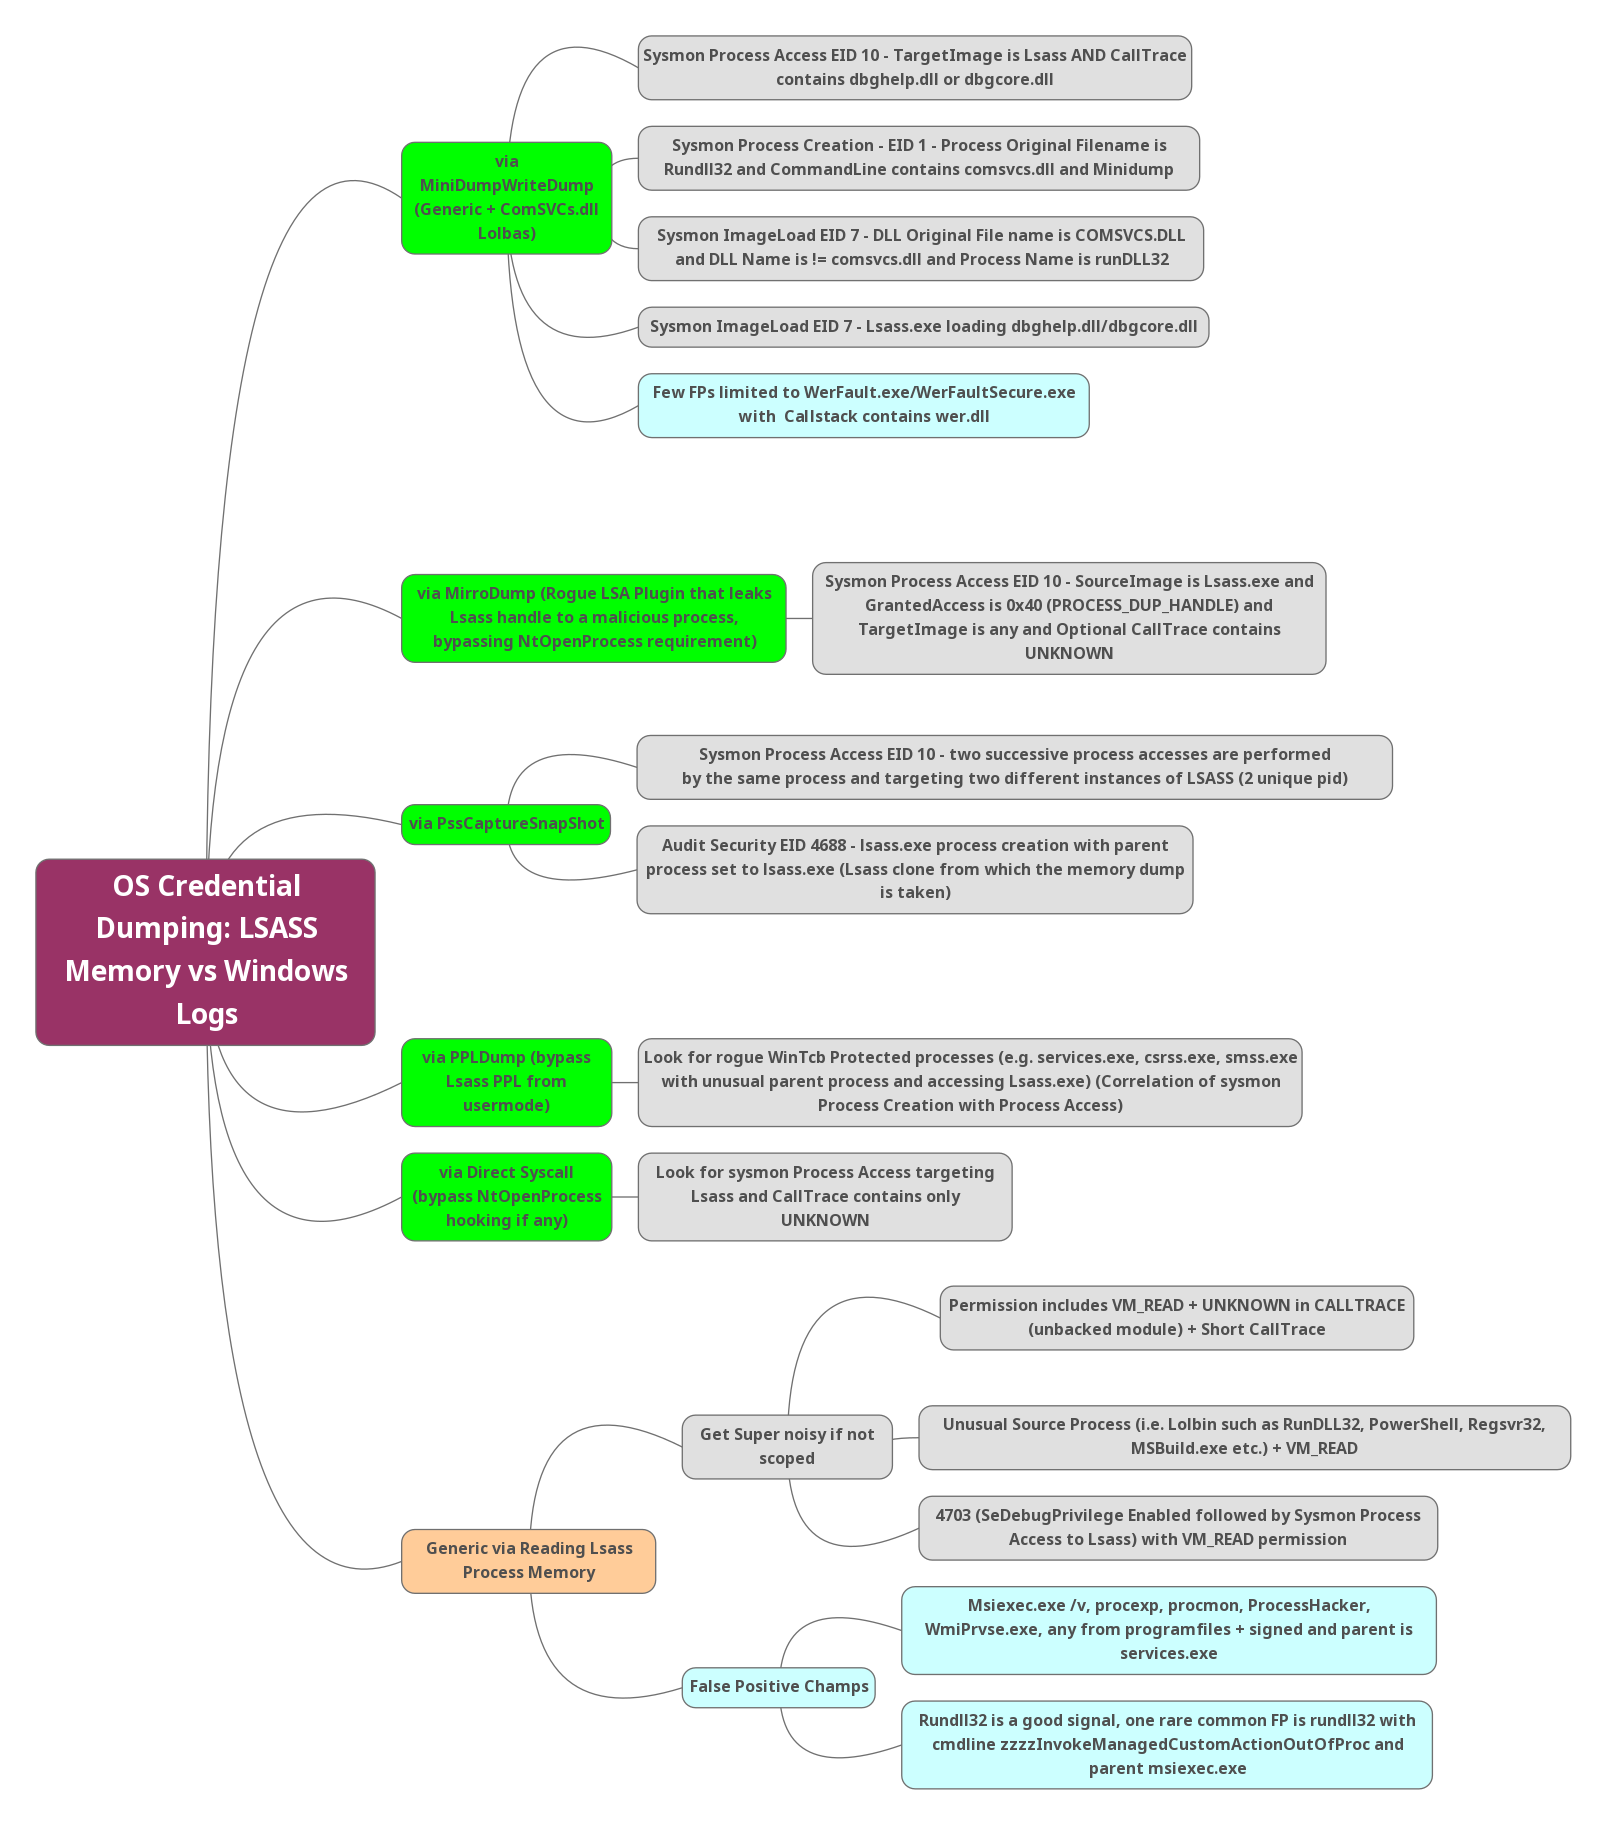 Sysmon Process Access EID 10 - TargetImage is Lsass AND CallTrace
contains dbghelp.dll or dbgcore.dll
via
MiniDumpWriteDump
(Generic + ComSVCs.dll
Lolbas)
Sysmon Process Creation - EID 1 - Process Original Filename is
Rundll32 and CommandLine contains comsvcs.dll and Minidump
Sysmon ImageLoad EID 7 - DLL Original File name is COMSVCS.DLL
and DLL Name is != comsvcs.dll and Process Name is runDLL32
Sysmon ImageLoad EID 7 - Lsass.exe loading dbghelp.dll/dbgcore.dll
Few FPs limited to WerFault.exe/WerFaultSecure.exe
with  Callstack contains wer.dll
via MirroDump (Rogue LSA Plugin that leaks
Lsass handle to a malicious process,
bypassing NtOpenProcess requirement)
Sysmon Process Access EID 10 - SourceImage is Lsass.exe and
GrantedAccess is 0x40 (PROCESS_DUP_HANDLE) and
TargetImage is any and Optional CallTrace contains
UNKNOWN
Sysmon Process Access EID 10 - two successive process accesses are performed
by the same process and targeting two different instances of LSASS (2 unique pid)
via PssCaptureSnapShot
Audit Security EID 4688 - lsass.exe process creation with parent
process set to lsass.exe (Lsass clone from which the memory dump
is taken)
OS Credential
Dumping: LSASS
Memory vs Windows
Logs
via PPLDump (bypass
Lsass PPL from
usermode)
Look for rogue WinTcb Protected processes (e.g. services.exe, csrss.exe, smss.exe
with unusual parent process and accessing Lsass.exe) (Correlation of sysmon
Process Creation with Process Access)
via Direct Syscall
(bypass NtOpenProcess
hooking if any)
Look for sysmon Process Access targeting
Lsass and CallTrace contains only
UNKNOWN
Permission includes VM_READ + UNKNOWN in CALLTRACE
(unbacked module) + Short CallTrace
Get Super noisy if not
scoped
Unusual Source Process (i.e. Lolbin such as RunDLL32, PowerShell, Regsvr32,
MSBuild.exe etc.) + VM_READ
4703 (SeDebugPrivilege Enabled followed by Sysmon Process
Access to Lsass) with VM_READ permission
Generic via Reading Lsass
Process Memory
Msiexec.exe /v, procexp, procmon, ProcessHacker,
WmiPrvse.exe, any from programfiles + signed and parent is
services.exe
False Positive Champs
Rundll32 is a good signal, one rare common FP is rundll32 with
cmdline zzzzInvokeManagedCustomActionOutOfProc and
parent msiexec.exe